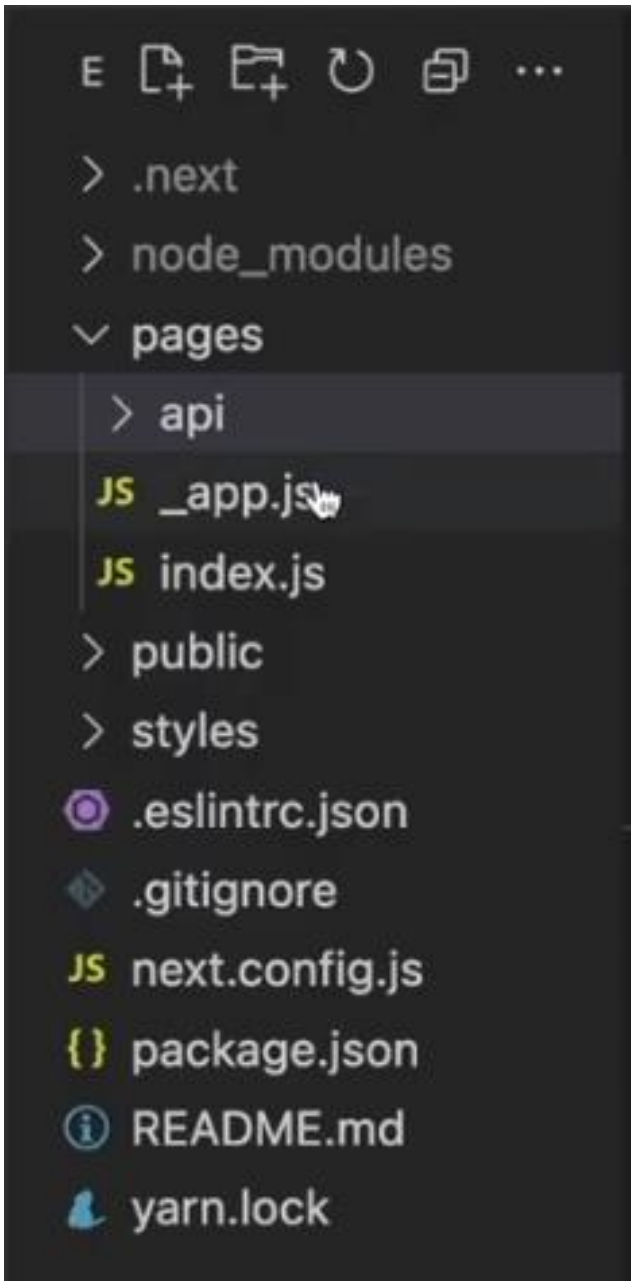 E
.next
node_modules
pages
api
JS _app.js
JS index.js
public
styles
.eslintrc.json
.gitignore
JS next.config.js
{} package.json
README.md
yarn.lock